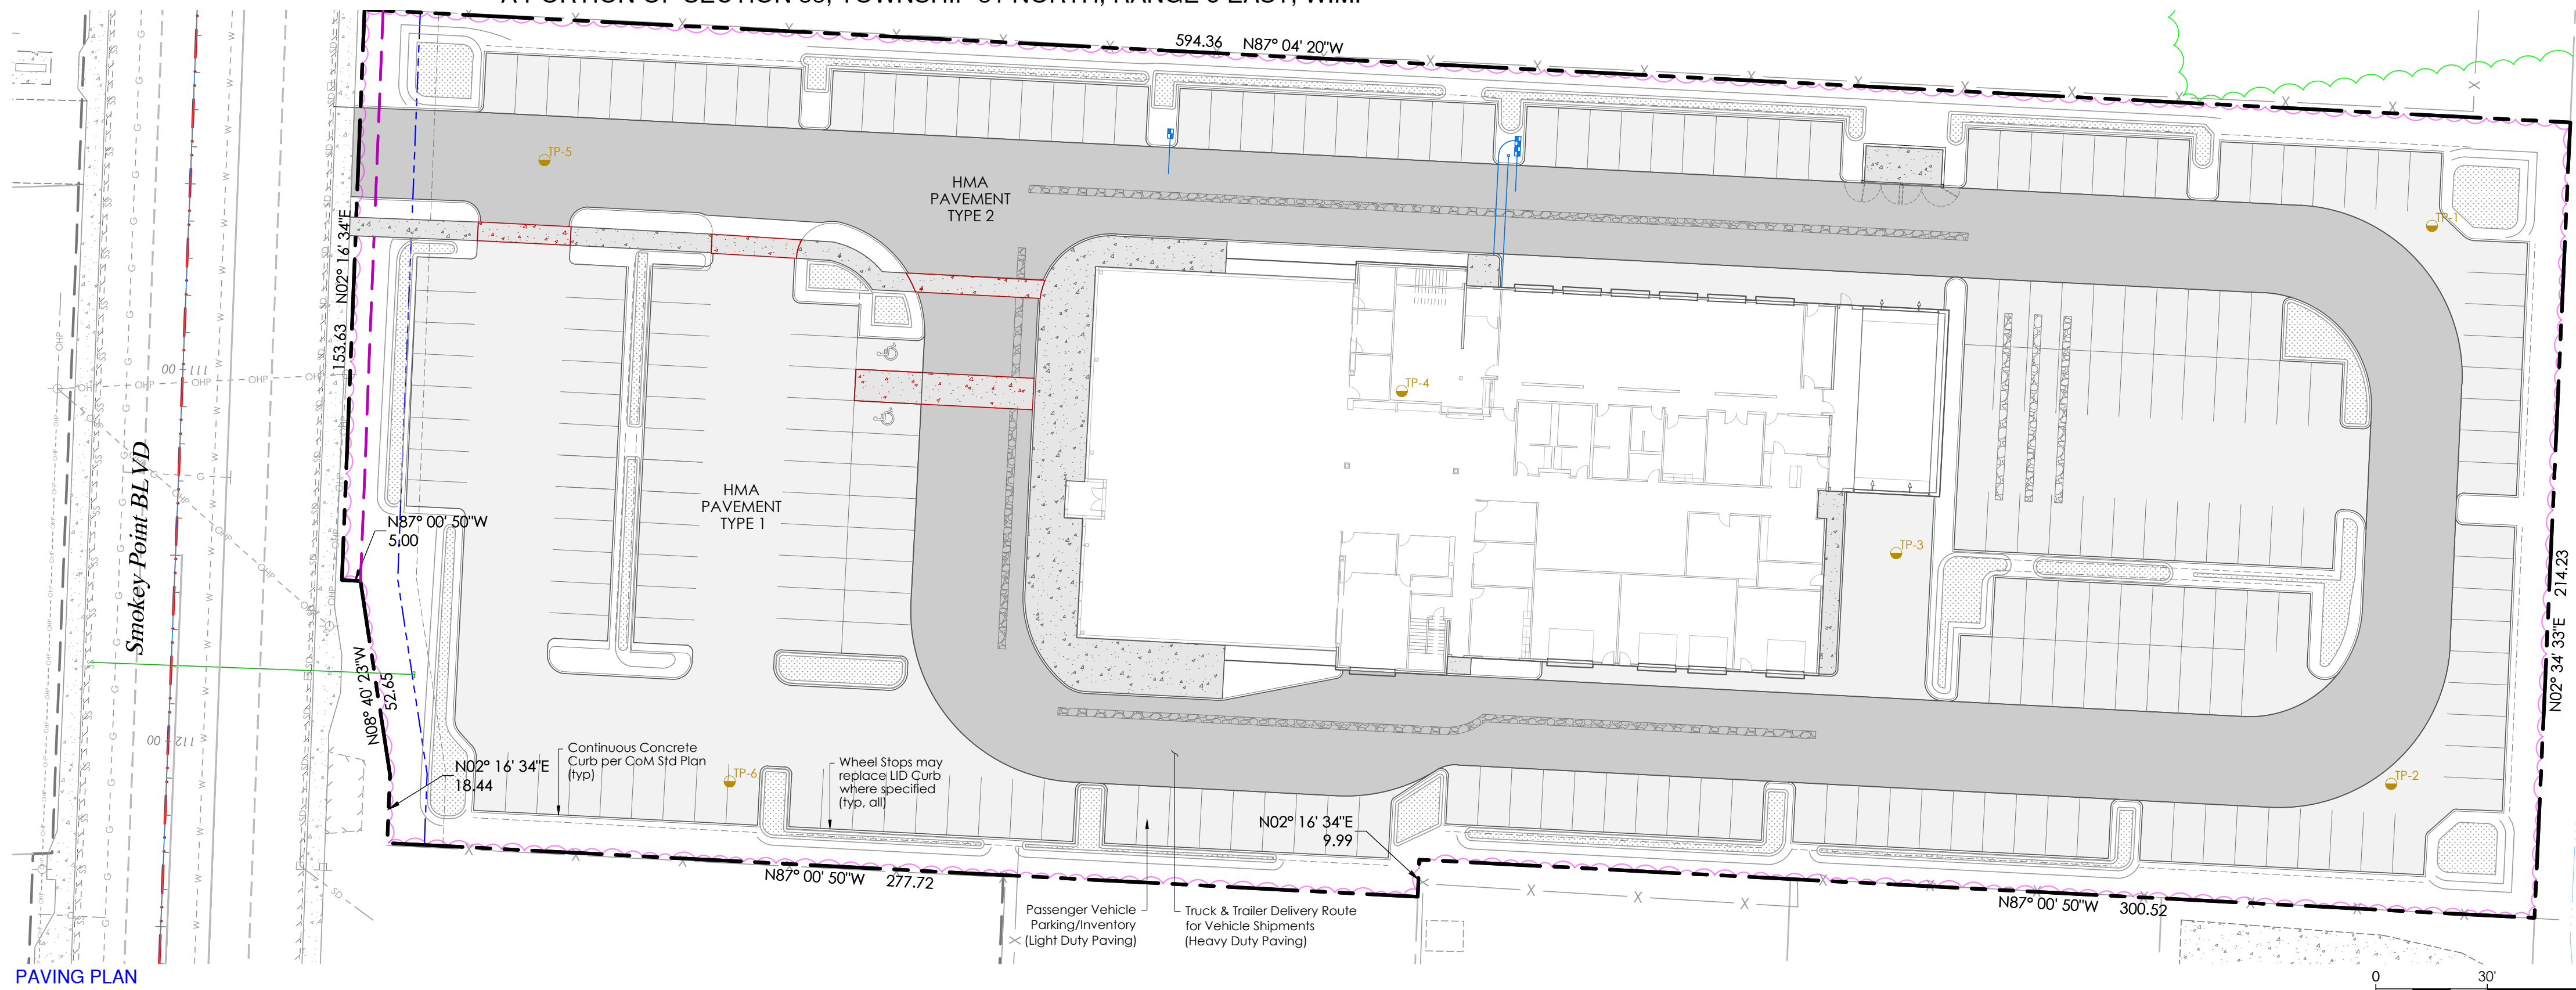 594.36 N87° 04' 20"W
TP-5
HMA
PAVEMENT
TYPE 2
TP-1
153.63 N02° 16' 34"E
TP-4
Smokey Point BLVD
111+00
112+00
HMA
PAVEMENT
TYPE 1
N87° 00' 50"W
5.00
TP-3
N02° 34' 33"E 214.23
N08° 40' 23"W
52.65
N02° 16' 34"E
18.44
Continuous Concrete
Curb per CoM Std Plan
(typ)
TP-6
Wheel Stops may
replace LID Curb
where specified
(typ, all)
TP-2
N02° 16' 34"E
9.99
N87° 00' 50"W 277.72
Passenger Vehicle
Parking/Inventory
(Light Duty Paving)
Truck & Trailer Delivery Route
for Vehicle Shipments
(Heavy Duty Paving)
N87° 00' 50"W 300.52
PAVING PLAN
0 30'